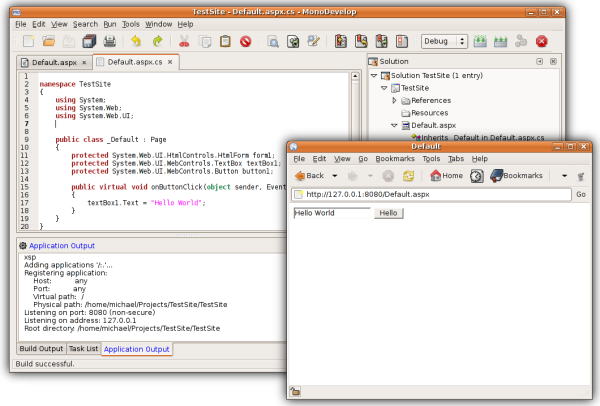 TestSite - Default.aspx.cs - MonoDevelop
File Edit View Search Run Tools Window Help
Debug
Default.aspx
Default.aspx.cs
1
2 namespace TestSite
3 {
4 using System;
5 using System.Web;
6 using System.Web.UI;
7
8
9 public class _Default : Page
10 {
11 protected System.Web.UI.HtmlControls.HtmlForm form1;
12 protected System.Web.UI.WebControls.TextBox textBox1;
13 protected System.Web.UI.WebControls.Button button1;
14
15 public virtual void onButtonClick(object sender, Event
16 {
17 textBox1.Text = "Hello World";
18 }
19 }
20 }
Solution
Solution TestSite (1 entry)
TestSite
References
Resources
Default.aspx
Inherits _Default in Default.aspx.cs
Application Output
xsp
Adding applications '/:.'...
Registering application:
Host: any
Port: any
Virtual path: /
Physical path: /home/michael/Projects/TestSite/TestSite
Listening on port: 8080 (non-secure)
Listening on address: 127.0.0.1
Root directory: /home/michael/Projects/TestSite/TestSite
Build Output Task List Application Output
Build successful.
Default
File Edit View Go Bookmarks Tools Tabs Help
Back Home Bookmarks
http://127.0.0.1:8080/Default.aspx Go
Hello World Hello